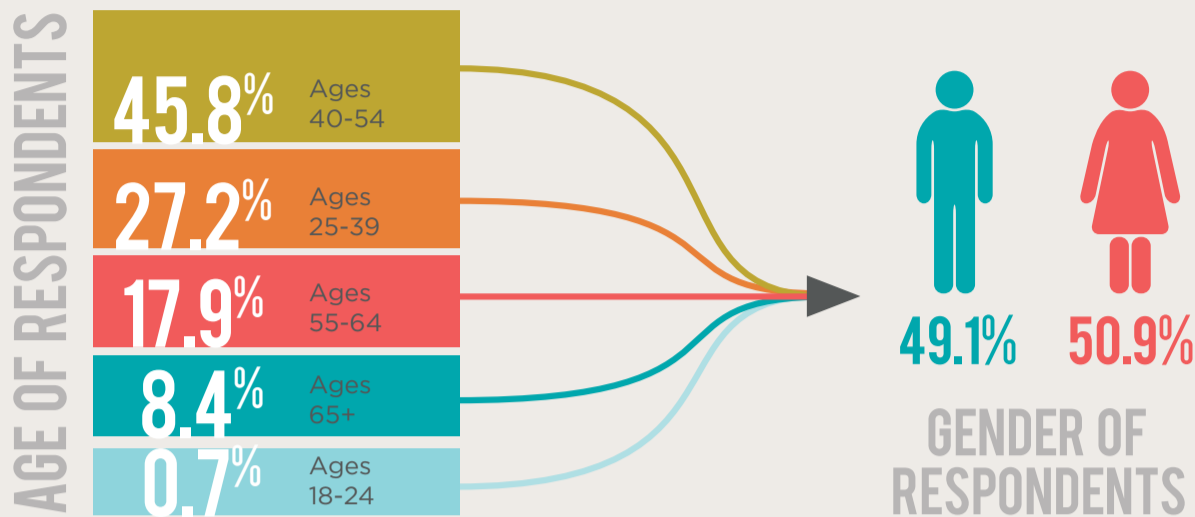 AGE OF RESPONDENTS
45.8%
Ages
40-54
27.2%
Ages
25-39
17.9%
Ages
55-64
8.4%
Ages
65+
0.7%
Ages
18-24
49.1%
50.9%
GENDER OF
RESPONDENTS